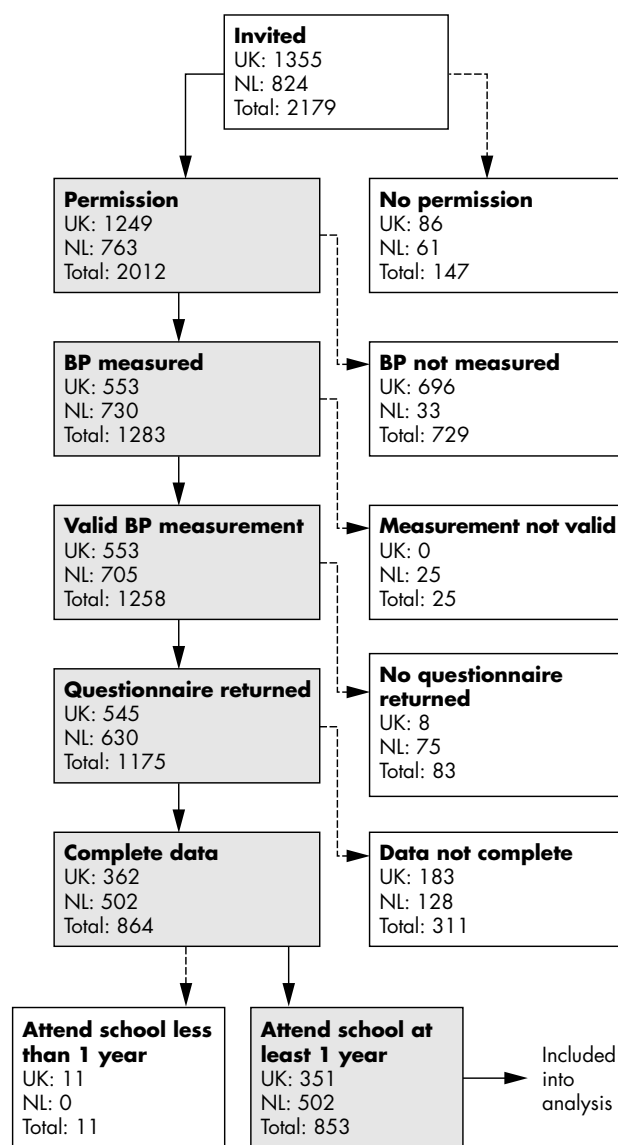 Invited
UK: 1355
NL: 824
Total: 2179
Permission
UK: 1249
NL: 763
Total: 2012
No permission
UK: 86
NL: 61
Total: 147
BP measured
UK: 553
NL: 730
Total: 1283
BP not measured
UK: 696
NL: 33
Total: 729
Valid BP measurement
UK: 553
NL: 705
Total: 1258
Measurement not valid
UK: 0
NL: 25
Total: 25
Questionnaire returned
UK: 545
NL: 630
Total: 1175
No questionnaire
returned
UK: 8
NL: 75
Total: 83
Complete data
UK: 362
NL: 502
Total: 864
Data not complete
UK: 183
NL: 128
Total: 311
Attend school less
than 1 year
UK: 11
NL: 0
Total: 11
Attend school at
least 1 year
UK: 351
NL: 502
Total: 853
Included
into
analysis